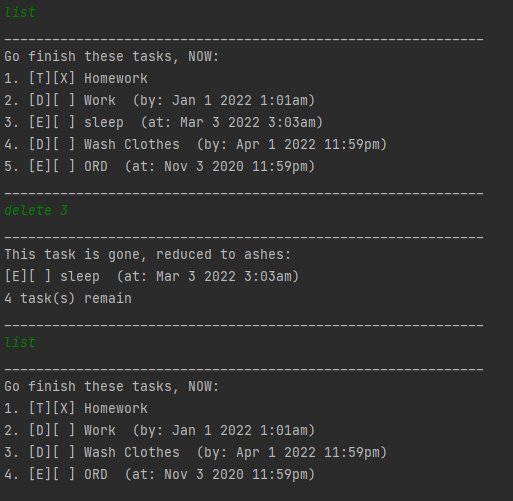 list
____________________________________________________________
Go finish these tasks, NOW:
1. [T][X] Homework
2. [D][ ] Work  (by: Jan 1 2022 1:01am)
3. [E][ ] sleep  (at: Mar 3 2022 3:03am)
4. [D][ ] Wash Clothes  (by: Apr 1 2022 11:59pm)
5. [E][ ] ORD  (at: Nov 3 2020 11:59pm)
____________________________________________________________
delete 3
____________________________________________________________
This task is gone, reduced to ashes:
[E][ ] sleep  (at: Mar 3 2022 3:03am)
4 task(s) remain
____________________________________________________________
list
____________________________________________________________
Go finish these tasks, NOW:
1. [T][X] Homework
2. [D][ ] Work  (by: Jan 1 2022 1:01am)
3. [D][ ] Wash Clothes  (by: Apr 1 2022 11:59pm)
4. [E][ ] ORD  (at: Nov 3 2020 11:59pm)